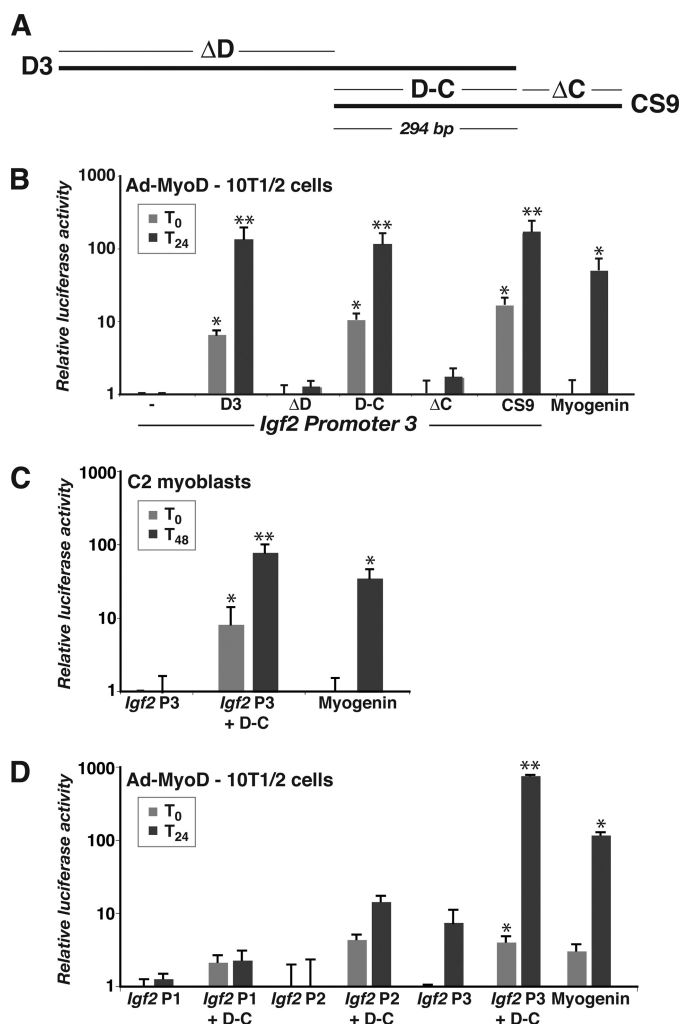 A
D3
ΔD
D-C
ΔC
CS9
294 bp
B
Relative luciferase activity
1000
100
10
1
Ad-MyoD - 10T1/2 cells
T0
T24
*
**
*
**
*
**
*
-
D3
ΔD
D-C
ΔC
CS9
Myogenin
Igf2 Promoter 3
C
Relative luciferase activity
1000
100
10
1
C2 myoblasts
T0
T48
*
**
*
Igf2 P3
Igf2 P3
+ D-C
Myogenin
D
Relative luciferase activity
1000
100
10
1
Ad-MyoD - 10T1/2 cells
T0
T24
*
**
*
Igf2 P1
Igf2 P1
+ D-C
Igf2 P2
Igf2 P2
+ D-C
Igf2 P3
Igf2 P3
+ D-C
Myogenin